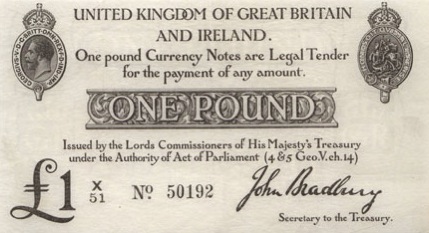 UNITED KINGDOM OF GREAT BRITAIN
AND IRELAND.
One pound Currency Notes are Legal Tender
for the payment of any amount.
ONE POUND
Issued by the Lords Commissioners of His Majesty's Treasury
under the Authority of Act of Parliament (4 & 5 Geo.V.ch.14)
£1 X/51 No. 50192 John Bradbury
Secretary to the Treasury.